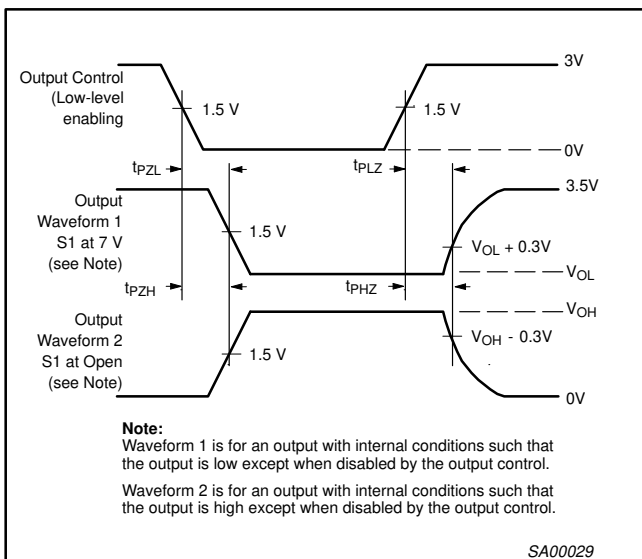 3V
Output Control
(Low-level
enabling
1.5 V
1.5 V
0V
tPZL
tPLZ
3.5V
Output
Waveform 1
S1 at 7 V
(see Note)
1.5 V
VOL + 0.3V
VOL
tPZH
tPHZ
VOH
Output
Waveform 2
S1 at Open
(see Note)
1.5 V
VOH - 0.3V
0V
Note:
Waveform 1 is for an output with internal conditions such that
the output is low except when disabled by the output control.
Waveform 2 is for an output with internal conditions such that
the output is high except when disabled by the output control.
SA00029